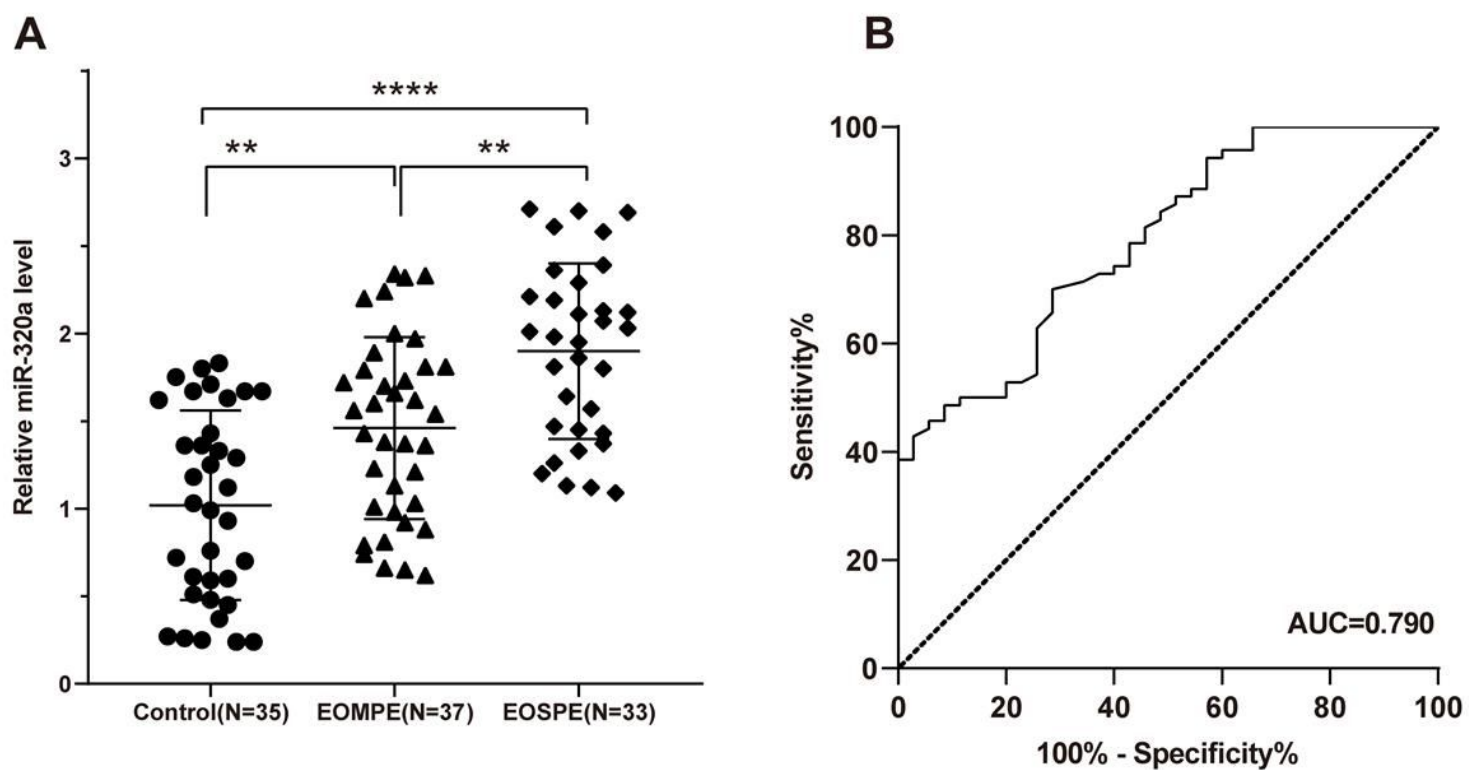 A
B
****
**
**
Relative miR-320a level
3
2
1
0
Control(N=35)
EOMPE(N=37)
EOSPE(N=33)
Sensitivity%
100
80
60
40
20
0
AUC=0.790
0
20
40
60
80
100
100% - Specificity%